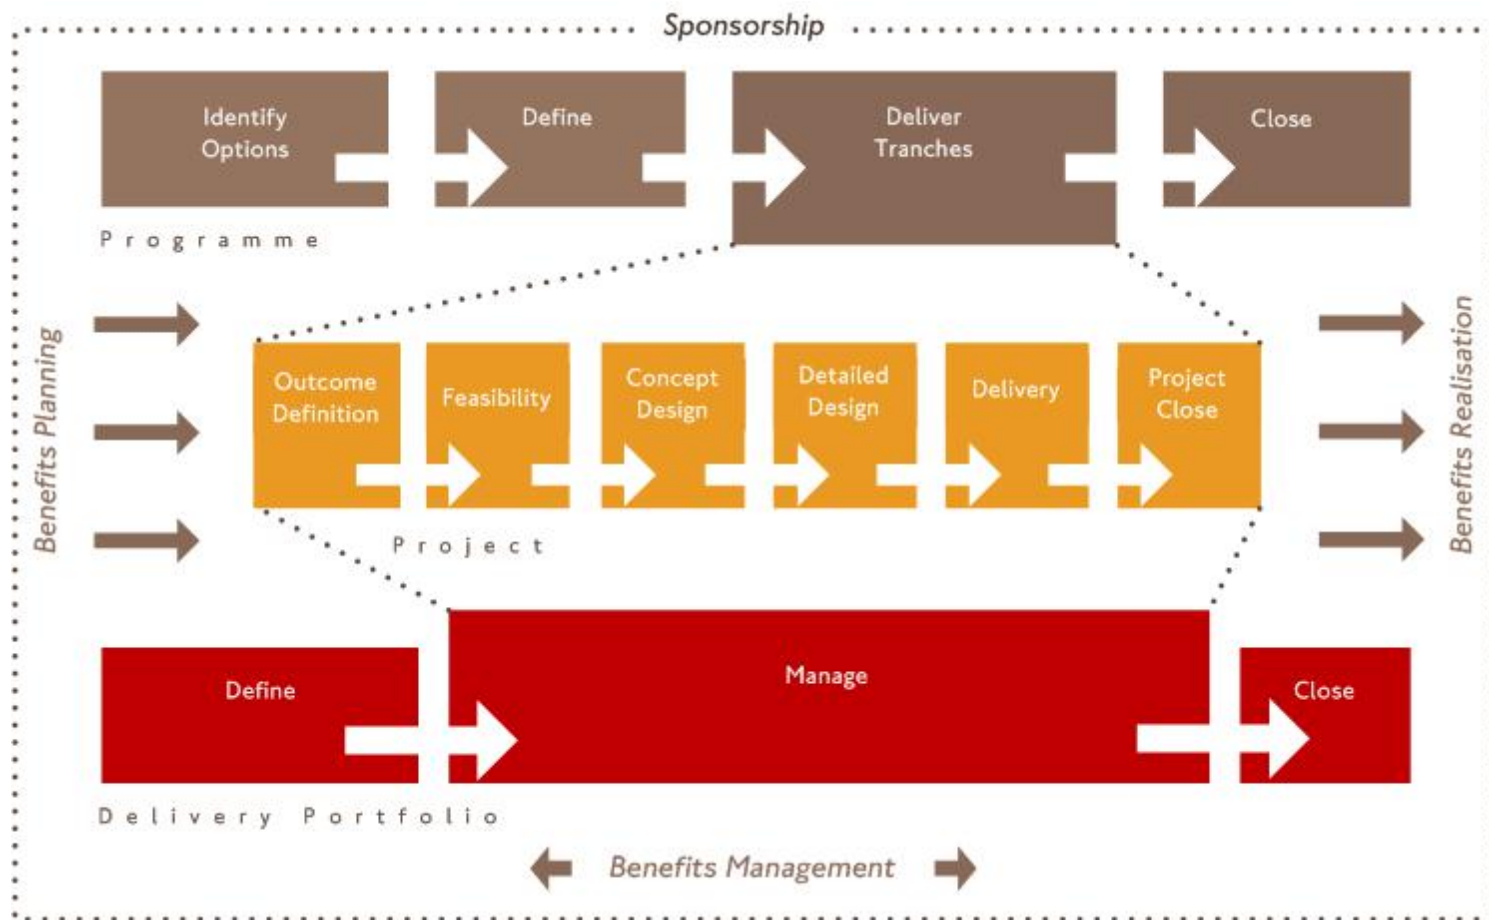 Sponsorship
Identify
Options
Define
Deliver
Tranches
Close
Programme
Benefits Planning
Outcome
Definition
Feasibility
Concept
Design
Detailed
Design
Delivery
Project
Close
Benefits Realisation
Project
Define
Manage
Close
Delivery Portfolio
Benefits Management